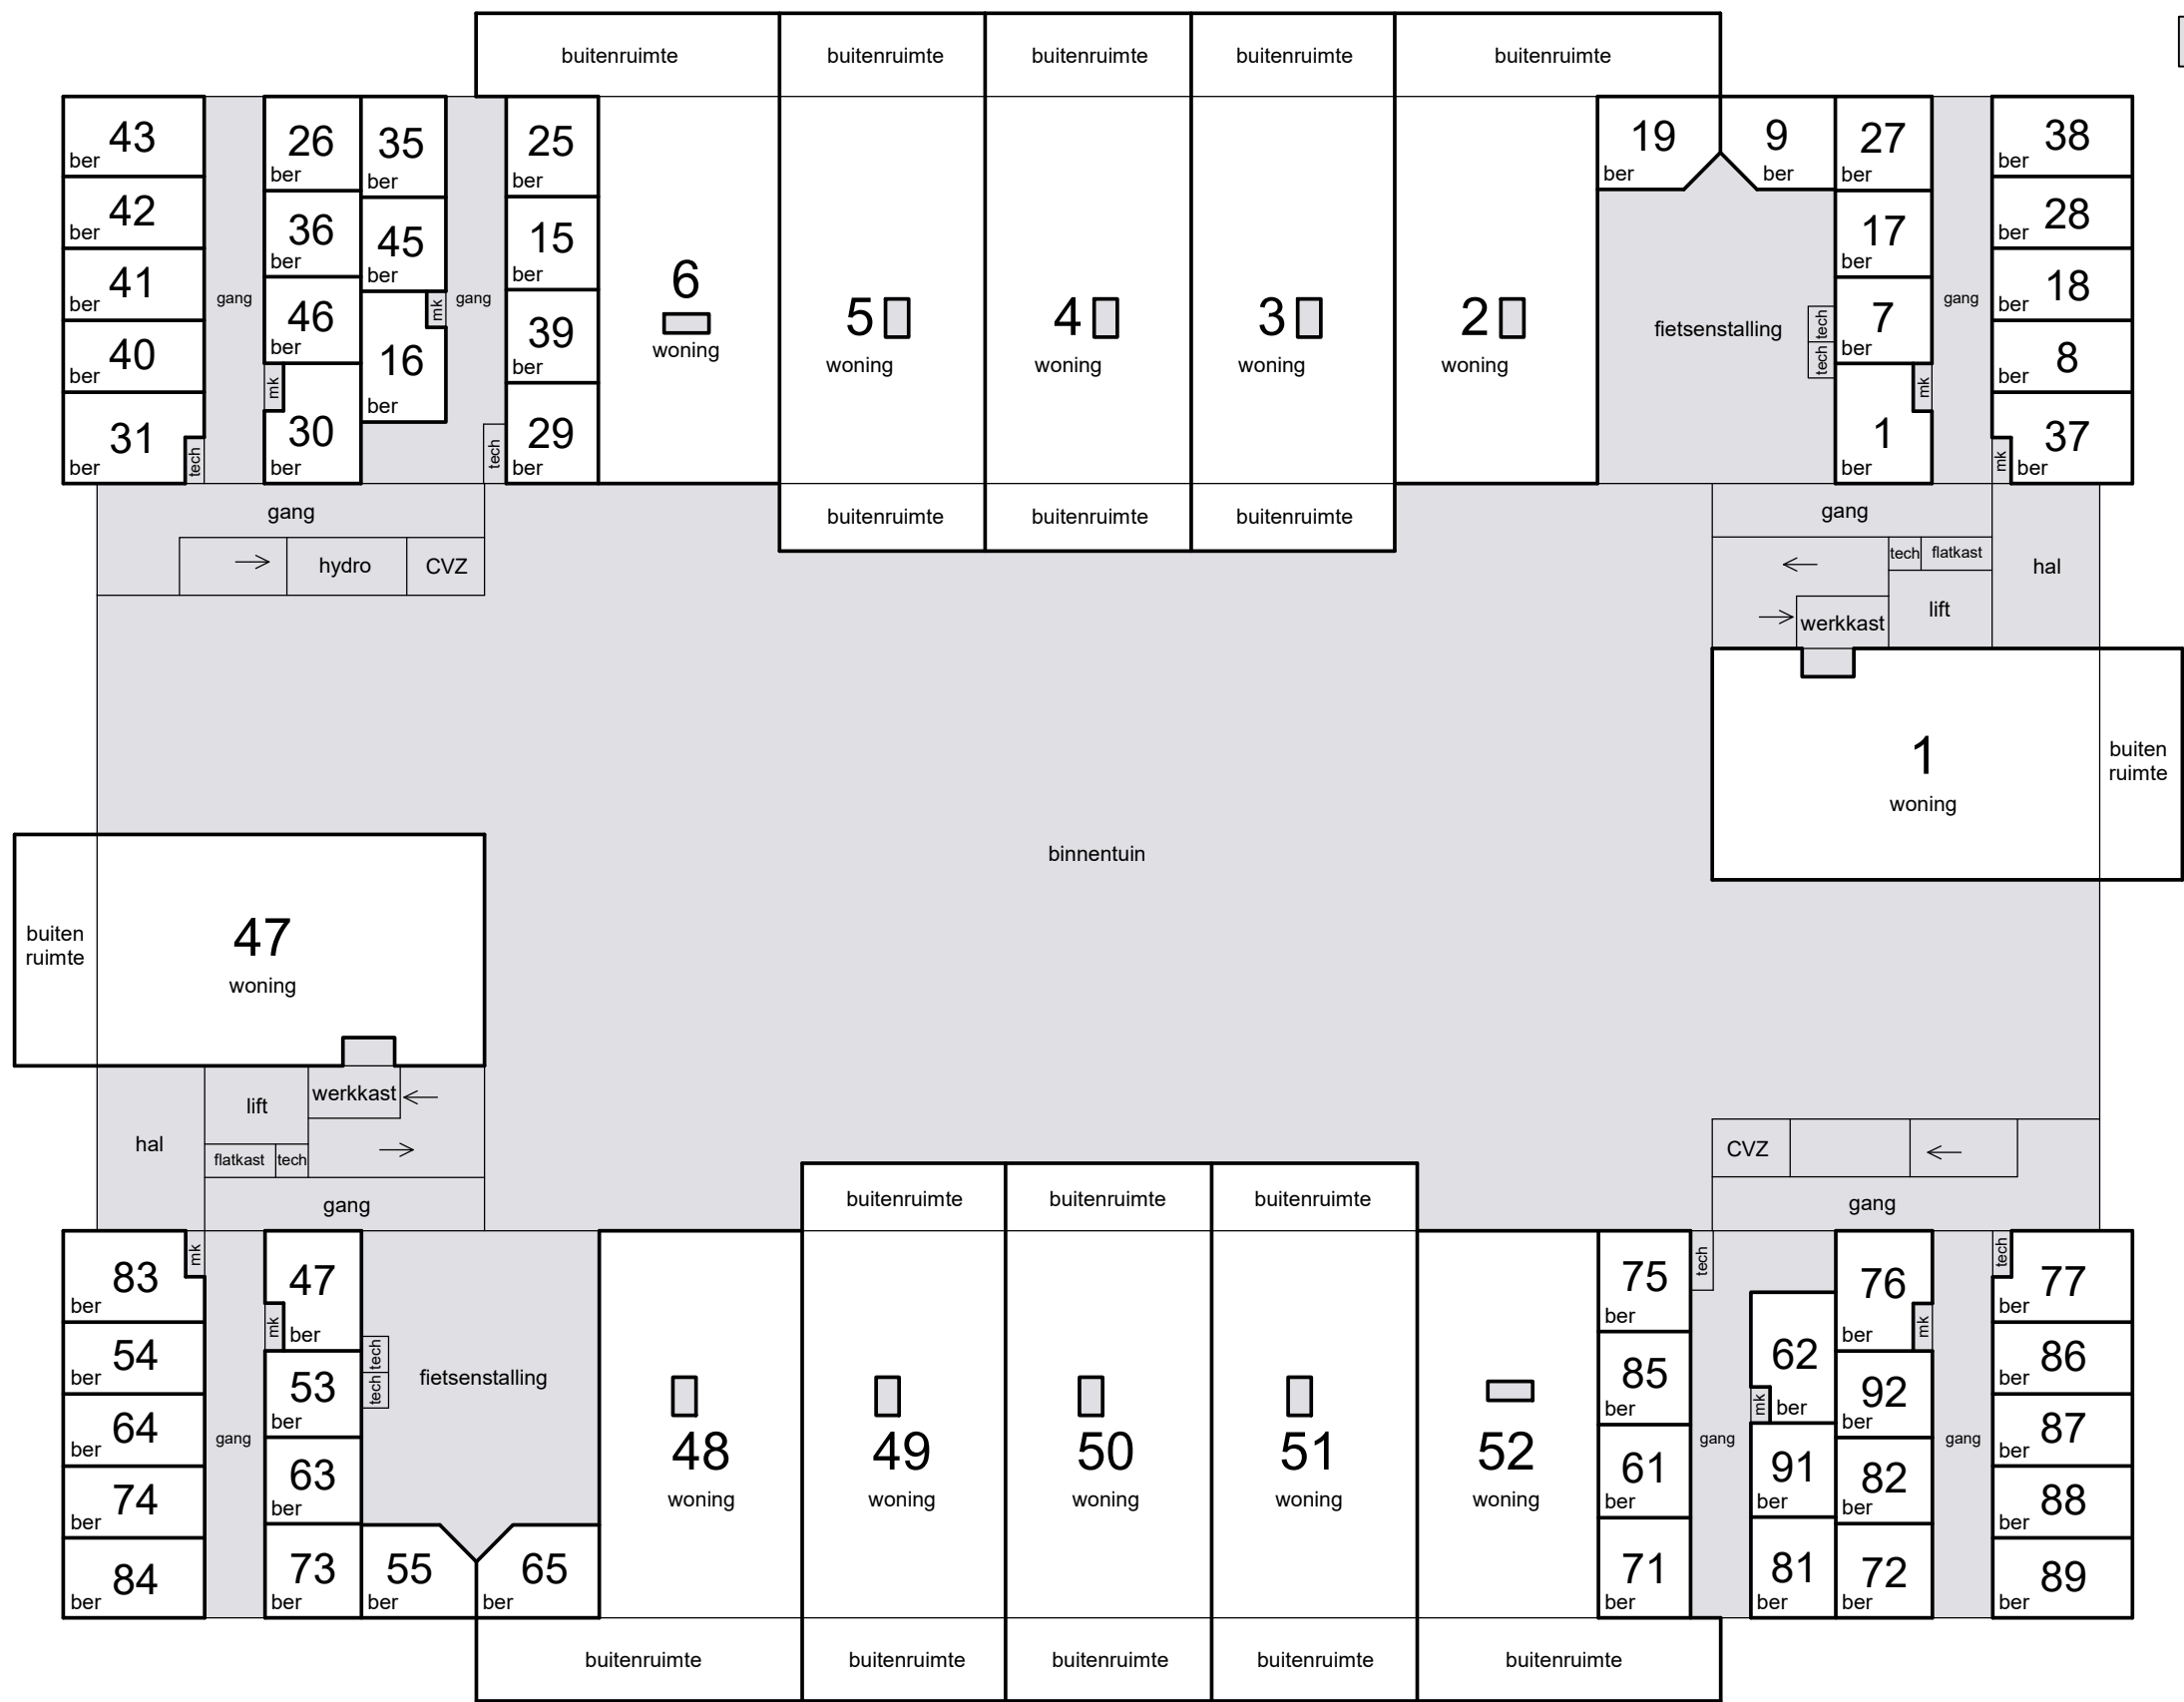 buitenruimte buitenruimte buitenruimte buitenruimte buitenruimte
43 ber
42 ber
41 ber
40 ber
31 ber
tech
gang
26 ber
36 ber
46 ber
mk
30 ber
35 ber
45 ber
mk
16 ber
gang
tech
25 ber
15 ber
39 ber
29 ber
6
woning
5
woning
4
woning
3
woning
2
woning
19 ber
9 ber
fietsenstalling
tech
tech
27 ber
17 ber
7 ber
mk
1 ber
gang
38 ber
28 ber
18 ber
8 ber
37 ber
mk
buitenruimte buitenruimte buitenruimte
gang
hydro CVZ
gang
tech flatkast
hal
lift
werkkast
1
woning
buiten
ruimte
binnentuin
47
woning
buiten
ruimte
lift
werkkast
hal
flatkast tech
gang
CVZ
gang
buitenruimte buitenruimte buitenruimte
83 ber
mk
54 ber
64 ber
74 ber
84 ber
gang
47 ber
mk
53 ber
63 ber
73 ber
tech
tech
fietsenstalling
55 ber
65 ber
48
woning
49
woning
50
woning
51
woning
52
woning
75 ber
85 ber
61 ber
71 ber
tech
gang
62 ber
mk
91 ber
81 ber
76 ber
mk
92 ber
82 ber
72 ber
gang
tech
77 ber
86 ber
87 ber
88 ber
89 ber
buitenruimte buitenruimte buitenruimte buitenruimte buitenruimte